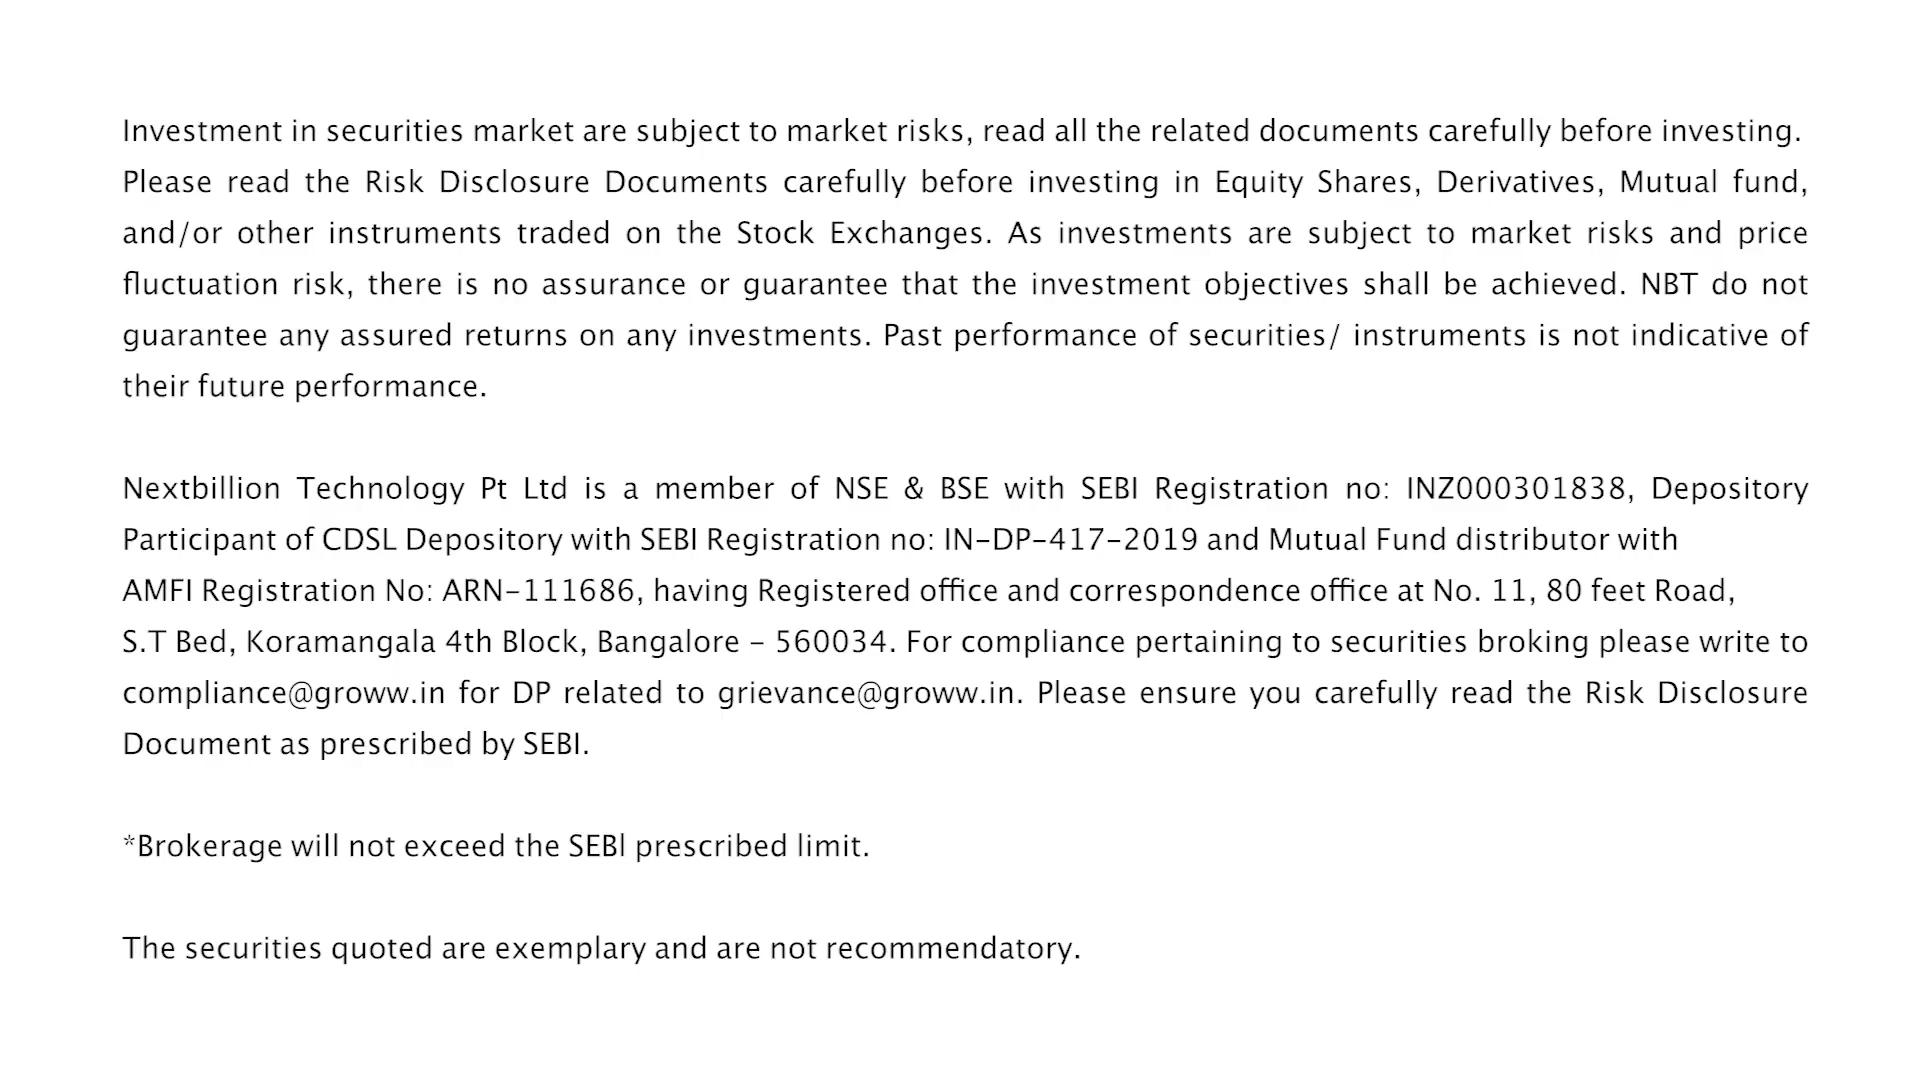 Investment in securities market are subject to market risks, read all the related documents carefully before investing.
Please read the Risk Disclosure Documents carefully before investing in Equity Shares, Derivatives, Mutual fund,
and/or other instruments traded on the Stock Exchanges. As investments are subject to market risks and price
fluctuation risk, there is no assurance or guarantee that the investment objectives shall be achieved. NBT do not
guarantee any assured returns on any investments. Past performance of securities/ instruments is not indicative of
their future performance.
Nextbillion Technology Pt Ltd is a member of NSE & BSE with SEBI Registration no: INZ000301838, Depository
Participant of CDSL Depository with SEBI Registration no: IN-DP-417-2019 and Mutual Fund distributor with
AMFI Registration No: ARN-111686, having Registered office and correspondence office at No. 11, 80 feet Road,
S.T Bed, Koramangala 4th Block, Bangalore - 560034. For compliance pertaining to securities broking please write to
compliance@groww.in for DP related to grievance@groww.in. Please ensure you carefully read the Risk Disclosure
Document as prescribed by SEBI.
*Brokerage will not exceed the SEBl prescribed limit.
The securities quoted are exemplary and are not recommendatory.